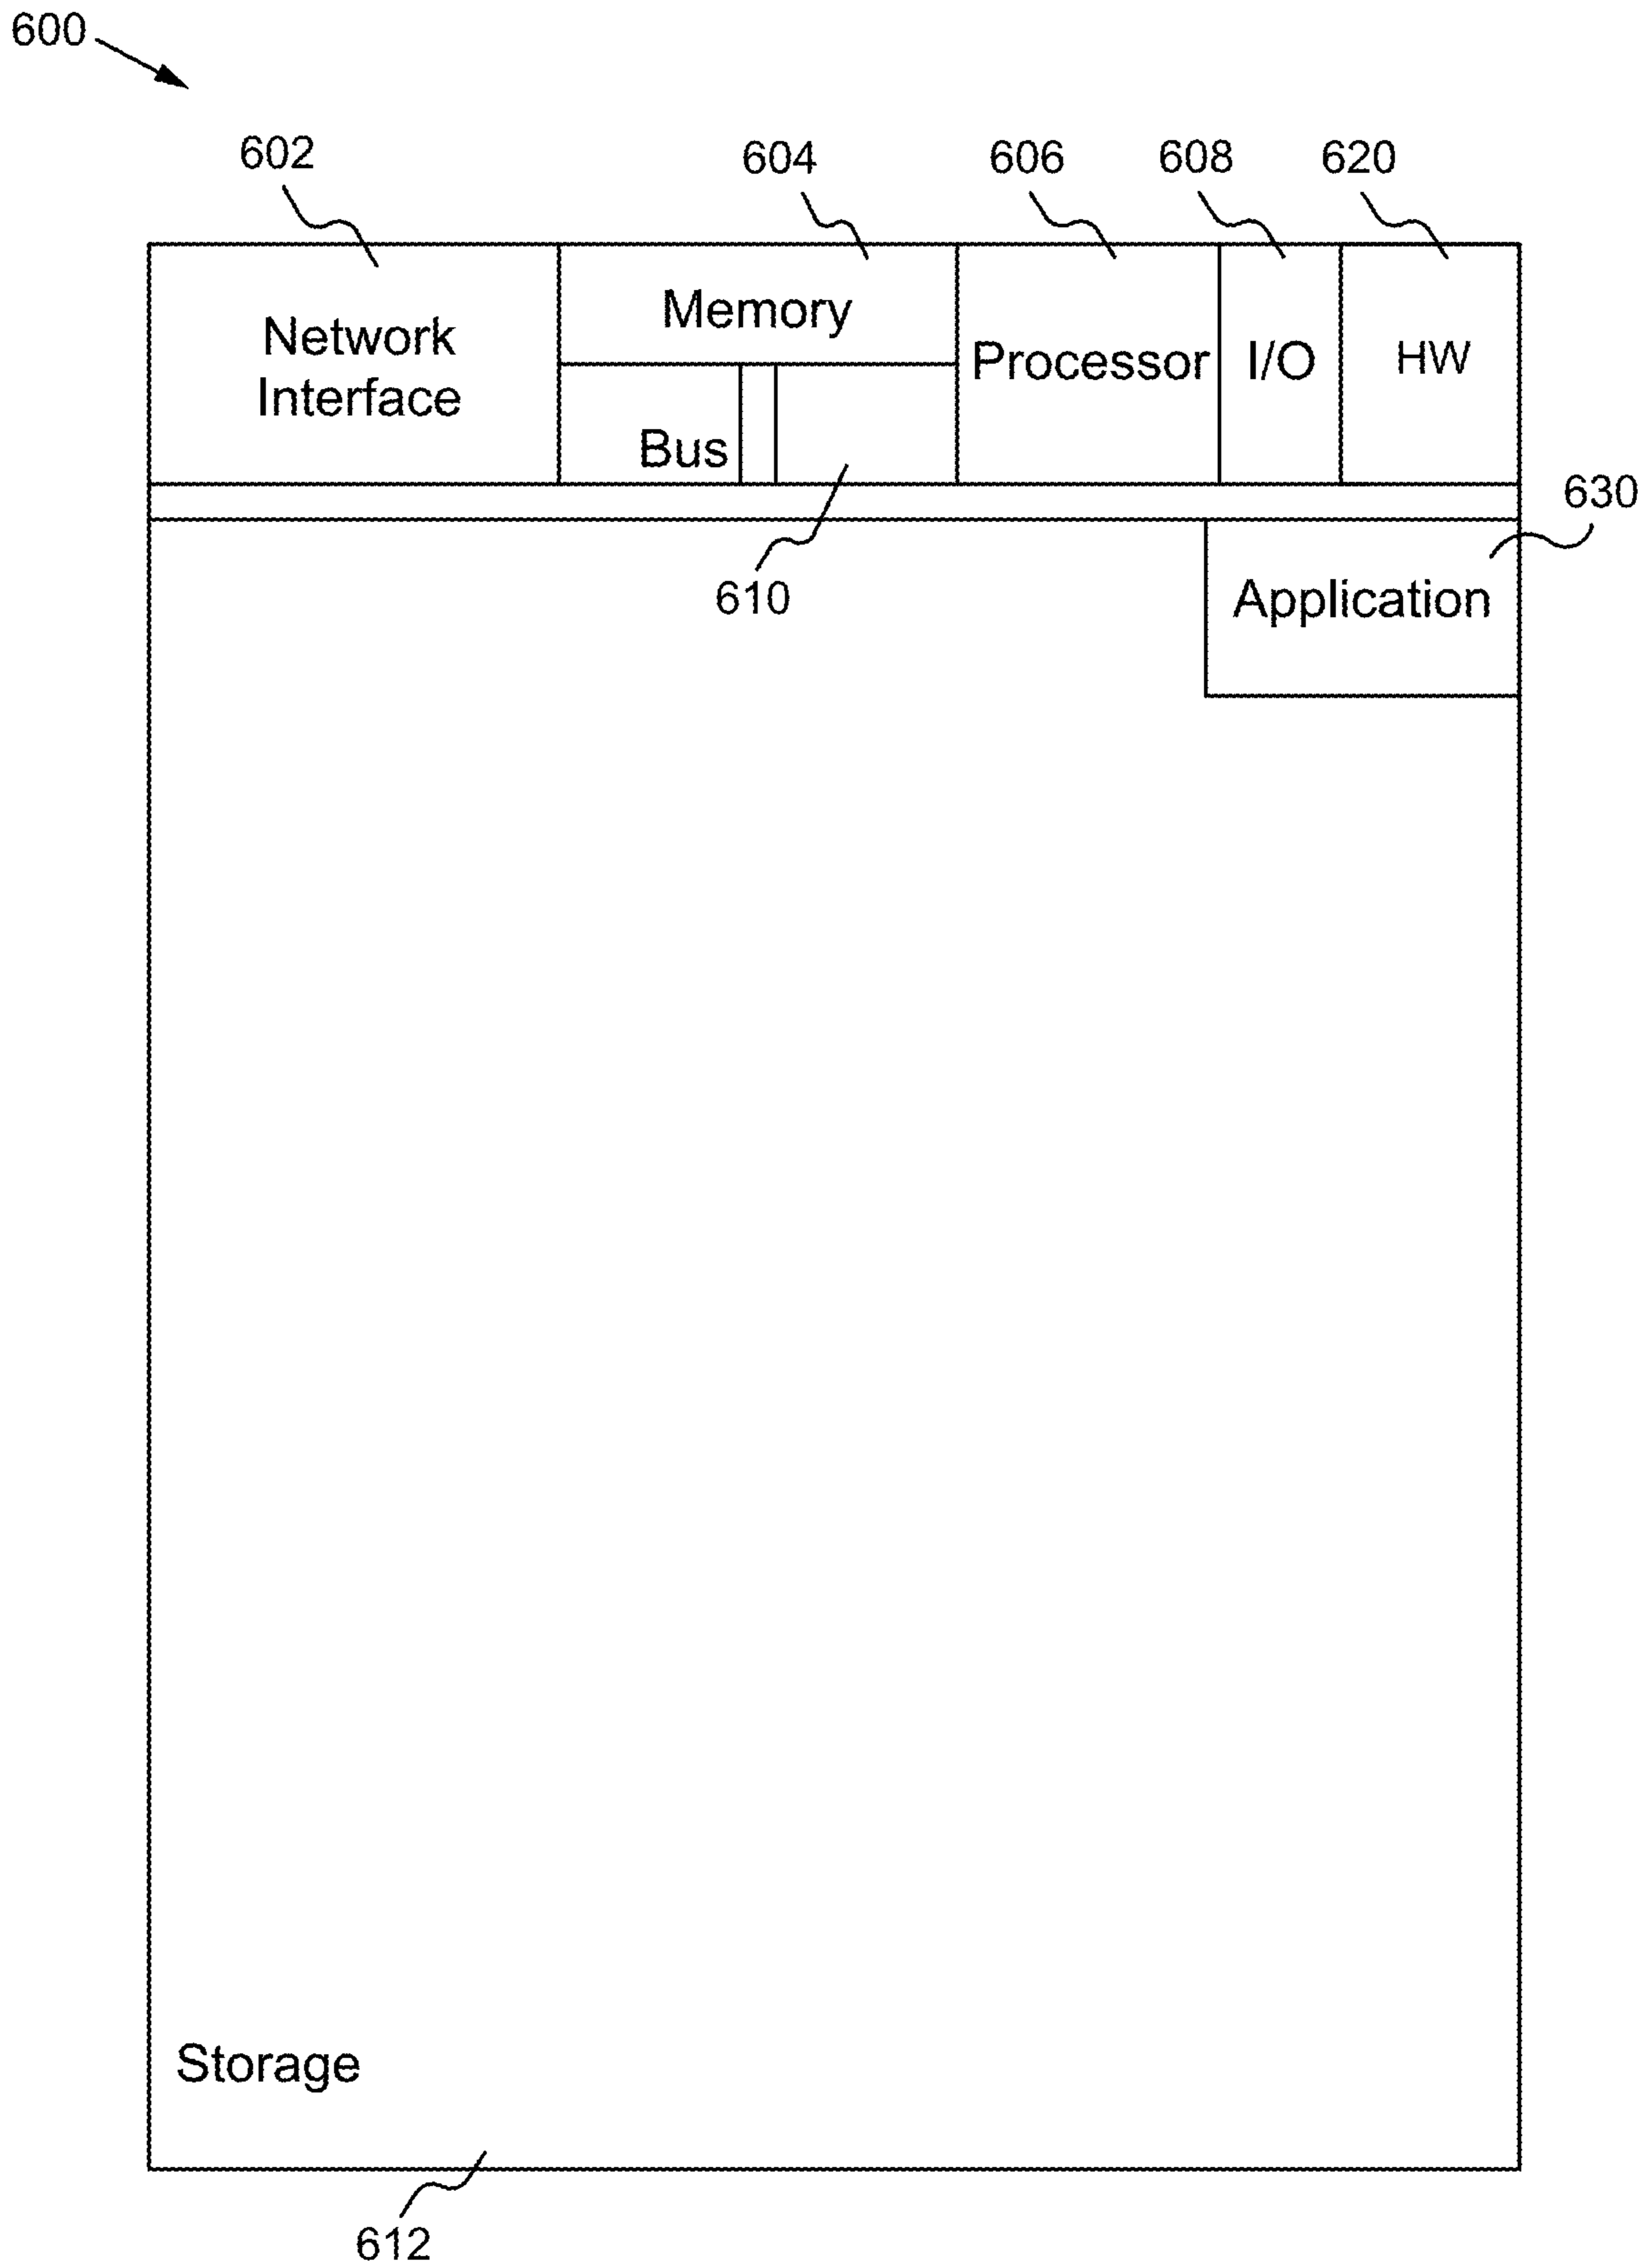 600
602
604
606
608
620
Network
Interface
Memory
Processor
I/O
HW
Bus
630
610
Application
Storage
612